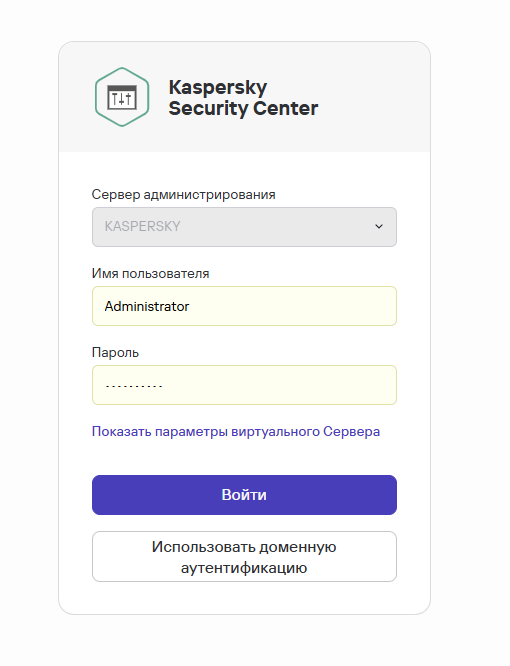 Kaspersky
Security Center
Сервер администрирования
KASPERSKY
Имя пользователя
Administrator
Пароль
Показать параметры виртуального Сервера
Войти
Использовать доменную
аутентификацию